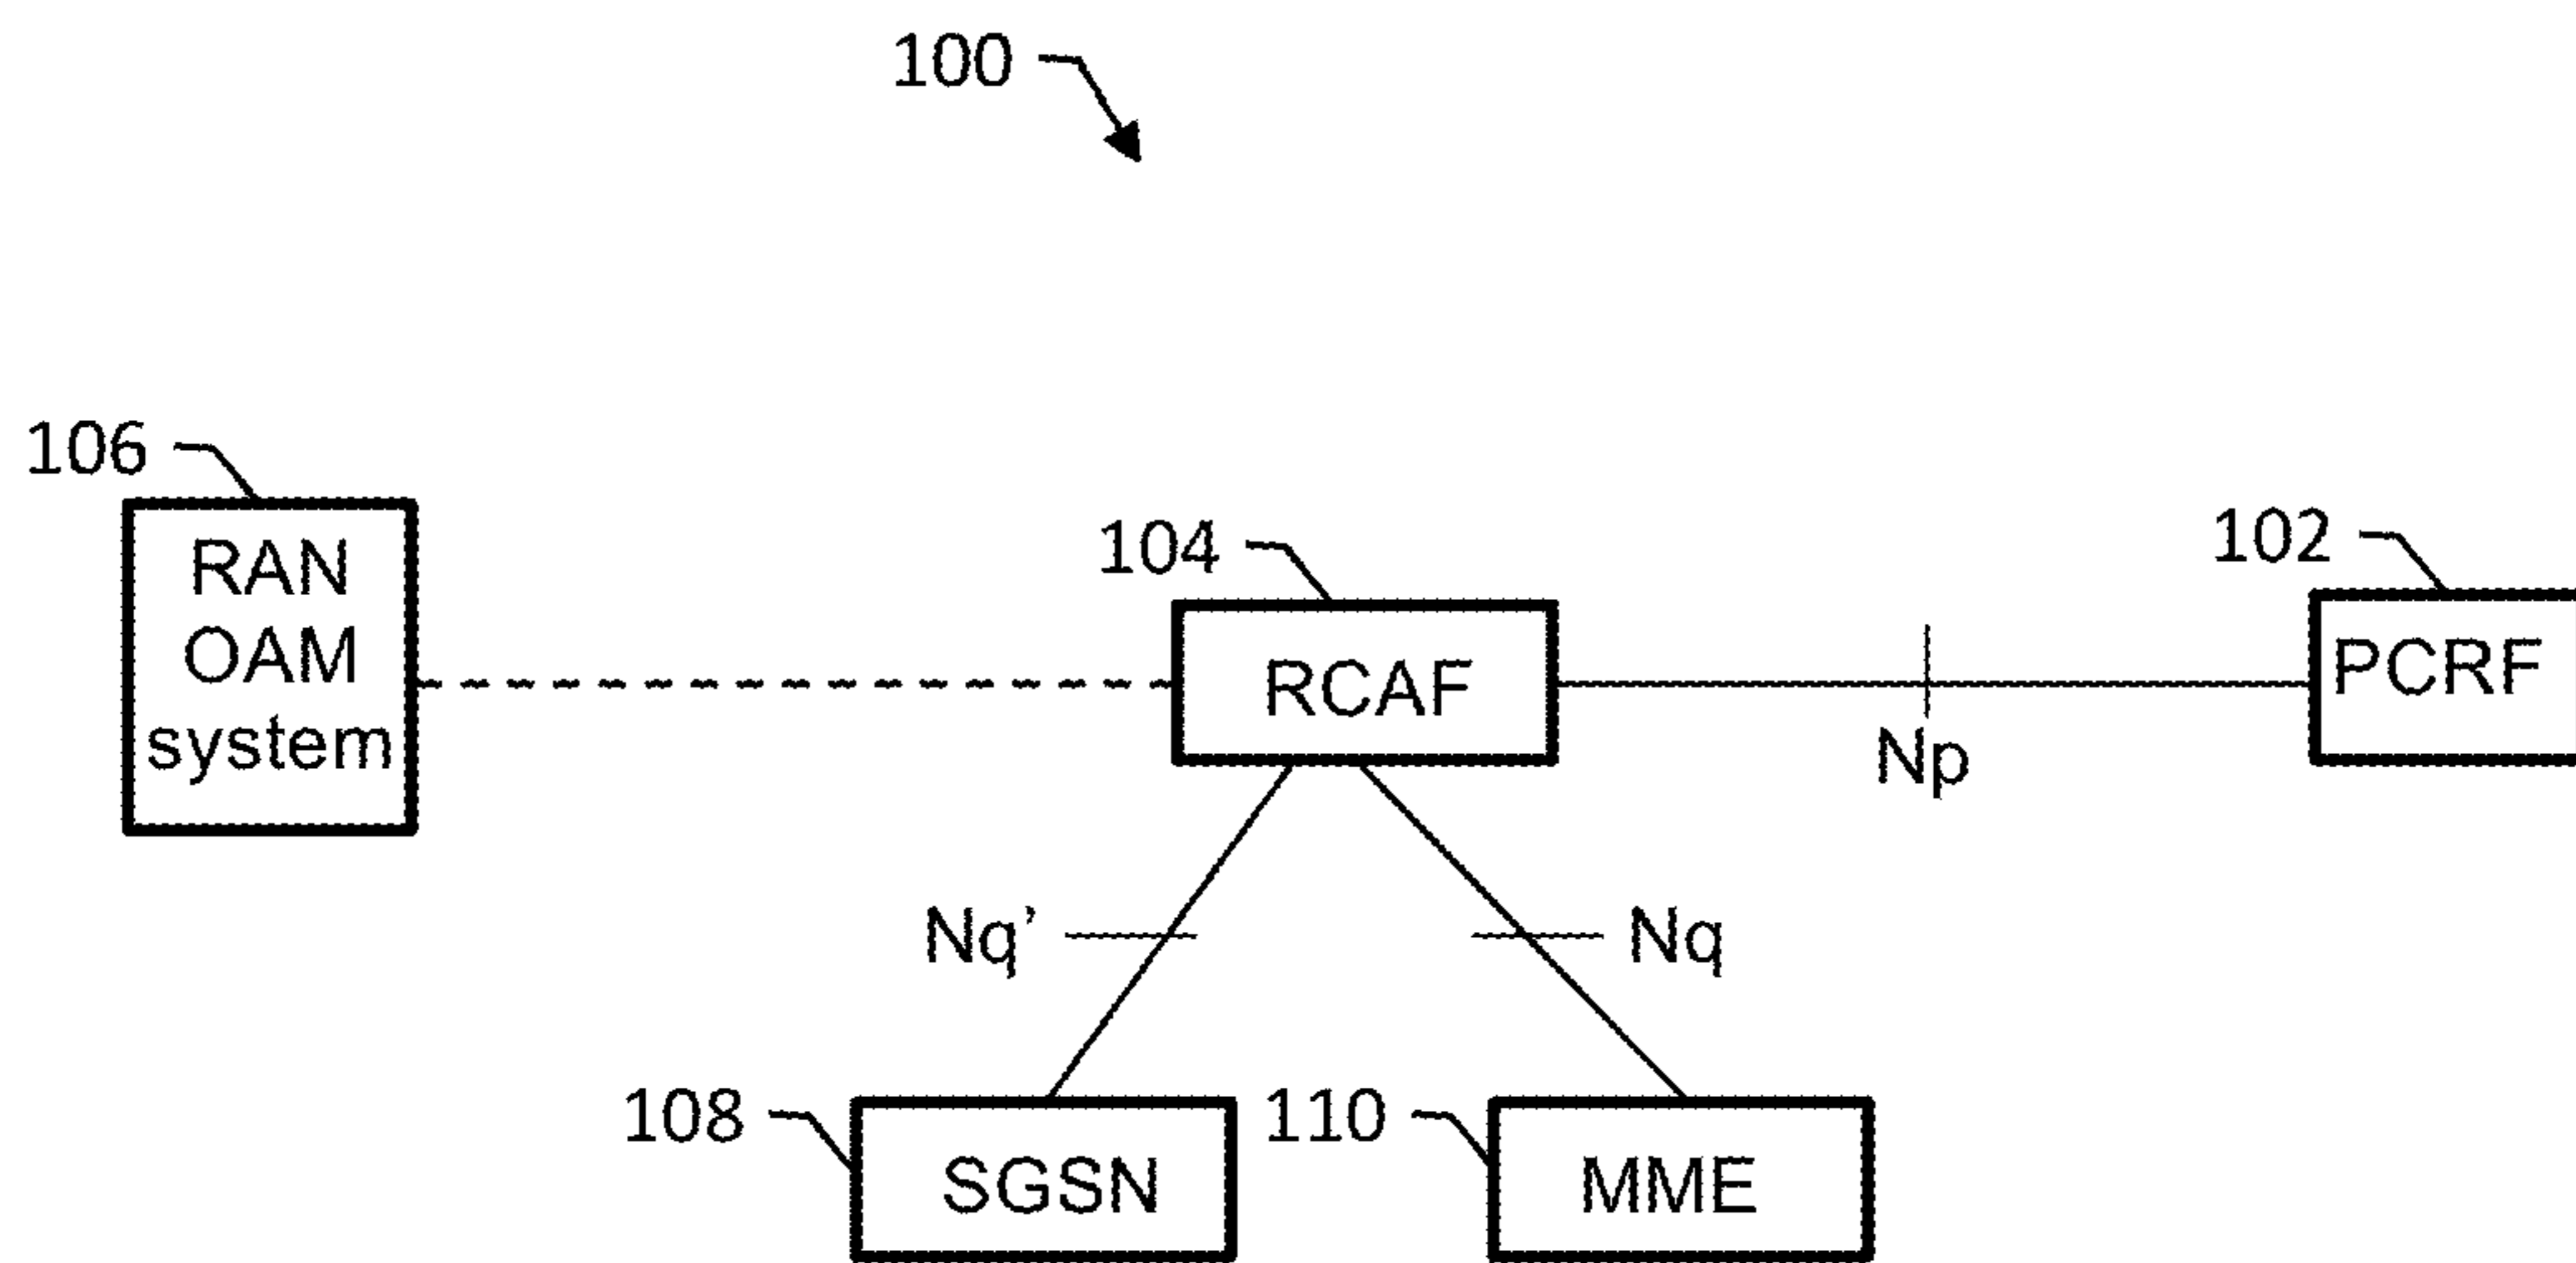 100
106
RAN
OAM
system
104
RCAF
102
PCRF
Np
Nq’
Nq
108
SGSN
110
MME